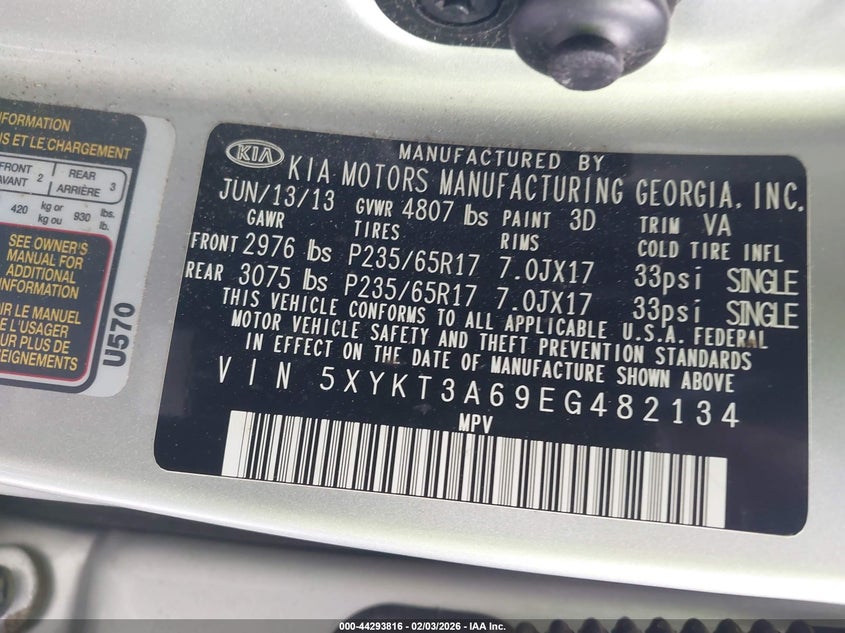 INFORMATION
S ET LE CHARGEMENT
FRONT 2 REAR 3
AVANT ARRIÈRE
420 kg or 930 lbs.
kg ou lb.
SEE OWNER'S
MANUAL FOR
ADDITIONAL
INFORMATION
LE MANUEL
L'USAGER
PLUS DE
U570
MANUFACTURED BY
KIA KIA MOTORS MANUFACTURING GEORGIA, INC.
JUN/13/13 GVWR 4807 lbs PAINT 3D TRIM VA
GAWR TIRES RIMS COLD TIRE INFL
FRONT 2976 lbs P235/65R17 7.0JX17 33psi SINGLE
REAR 3075 lbs P235/65R17 7.0JX17 33psi SINGLE
THIS VEHICLE CONFORMS TO ALL APPLICABLE U.S.A. FEDERAL
MOTOR VEHICLE SAFETY AND THEFT PREVENTION STANDARDS
IN EFFECT ON THE DATE OF MANUFACTURE SHOWN ABOVE
VIN 5XYKT3A69EG482134
MPV
000-44293816 - 02/03/2026 - IAA Inc.